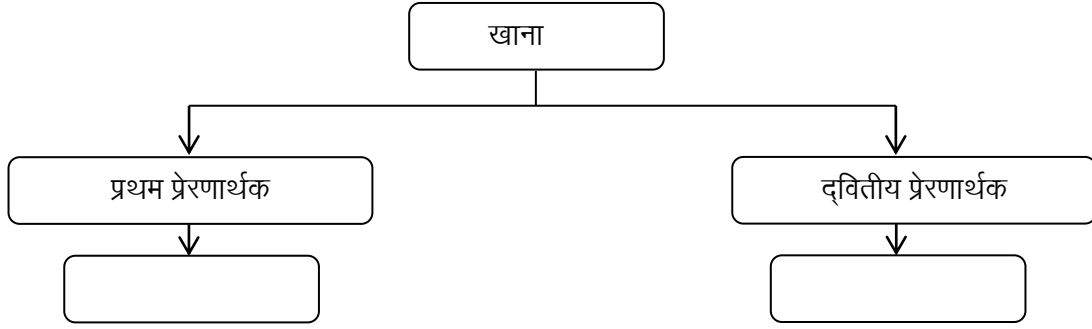 खाना
प्रथम प्रेरणार्थक
द्‌वितीय प्रेरणार्थक